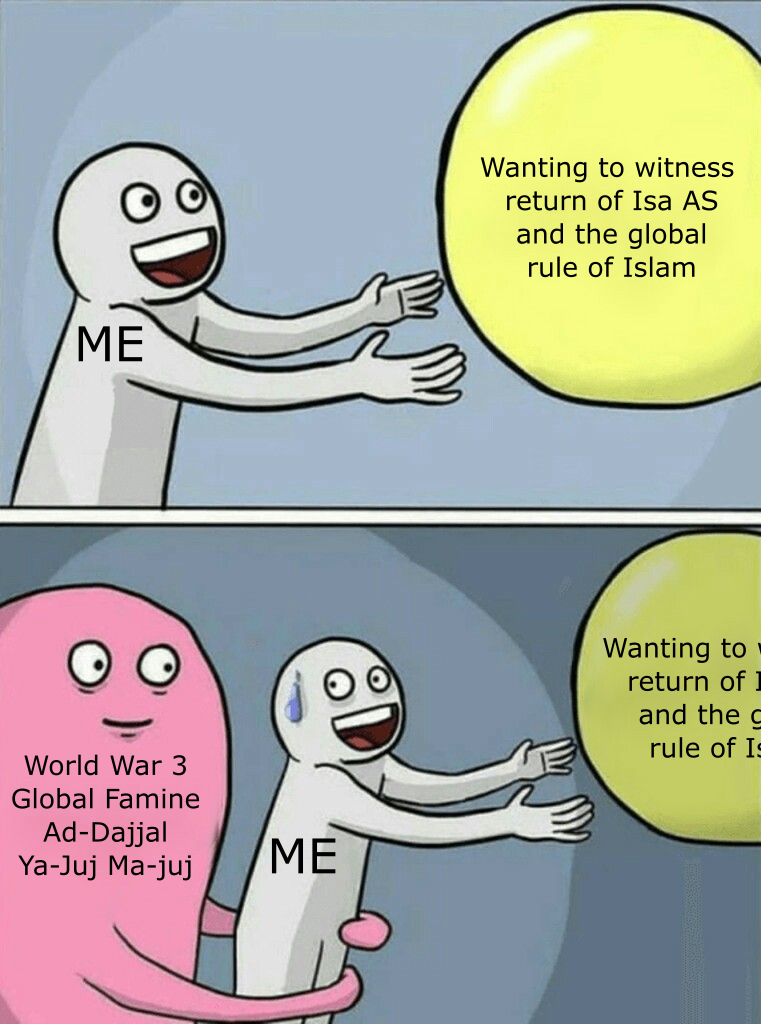 Wanting to witness
return of Isa AS
and the global
rule of Islam
ME
Wanting to
return of
and the g
rule of Is
World War 3
Global Famine
Ad-Dajjal
Ya-Juj Ma-juj
ME